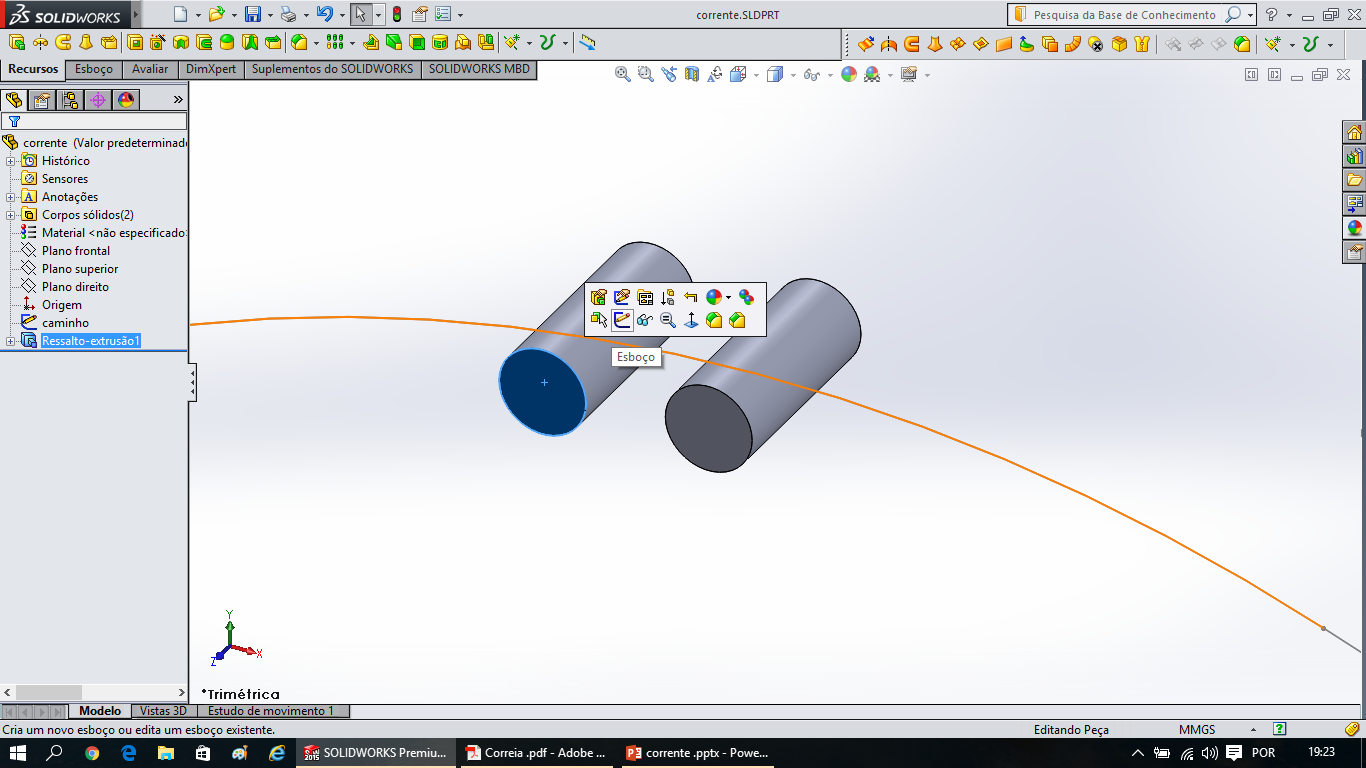 SOLIDWORKS
corrente.SLDPRT
Pesquisa da Base de Conhecimento
Recursos
Esboço
Avaliar
DimXpert
Suplementos do SOLIDWORKS
SOLIDWORKS MBD
corrente (Valor predeterminad
Histórico
Sensores
Anotações
Corpos sólidos(2)
Material <não especificado>
Plano frontal
Plano superior
Plano direito
Origem
caminho
Ressalto-extrusão1
Esboço
Y
X
Z
*Trimétrica
Modelo
Vistas 3D
Estudo de movimento 1
Cria um novo esboço ou edita um esboço existente.
Editando Peça
MMGS
SOLIDWORKS Premiu...
Correia .pdf - Adobe ...
corrente .pptx - Powe...
POR
19:23